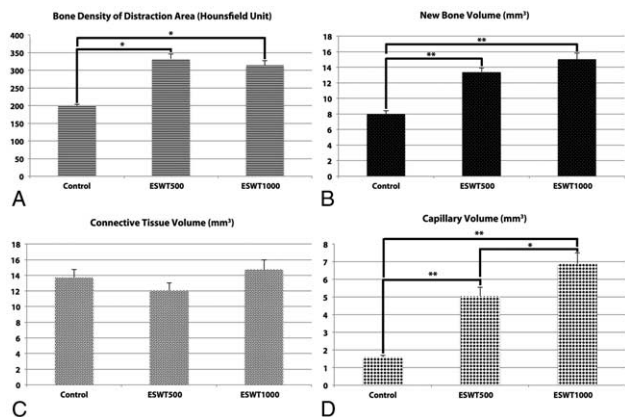 Bone Density of Distraction Area (Hounsfield Unit)
400
350
300
250
200
150
100
50
0
*
*
Control
ESWT500
ESWT1000
A
New Bone Volume (mm³)
18
16
14
12
10
8
6
4
2
0
**
**
Control
ESWT500
ESWT1000
B
Connective Tissue Volume (mm³)
18
16
14
12
10
8
6
4
2
0
Control
ESWT500
ESWT1000
C
Capillary Volume (mm³)
8
7
6
5
4
3
2
1
0
**
*
**
Control
ESWT500
ESWT1000
D